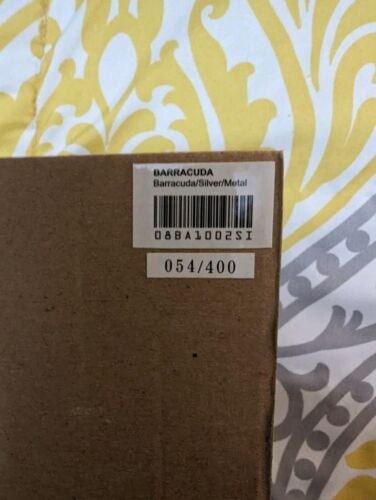 BARRACUDA
Barracuda/Silver/Metal
08BA1002SI
054/400